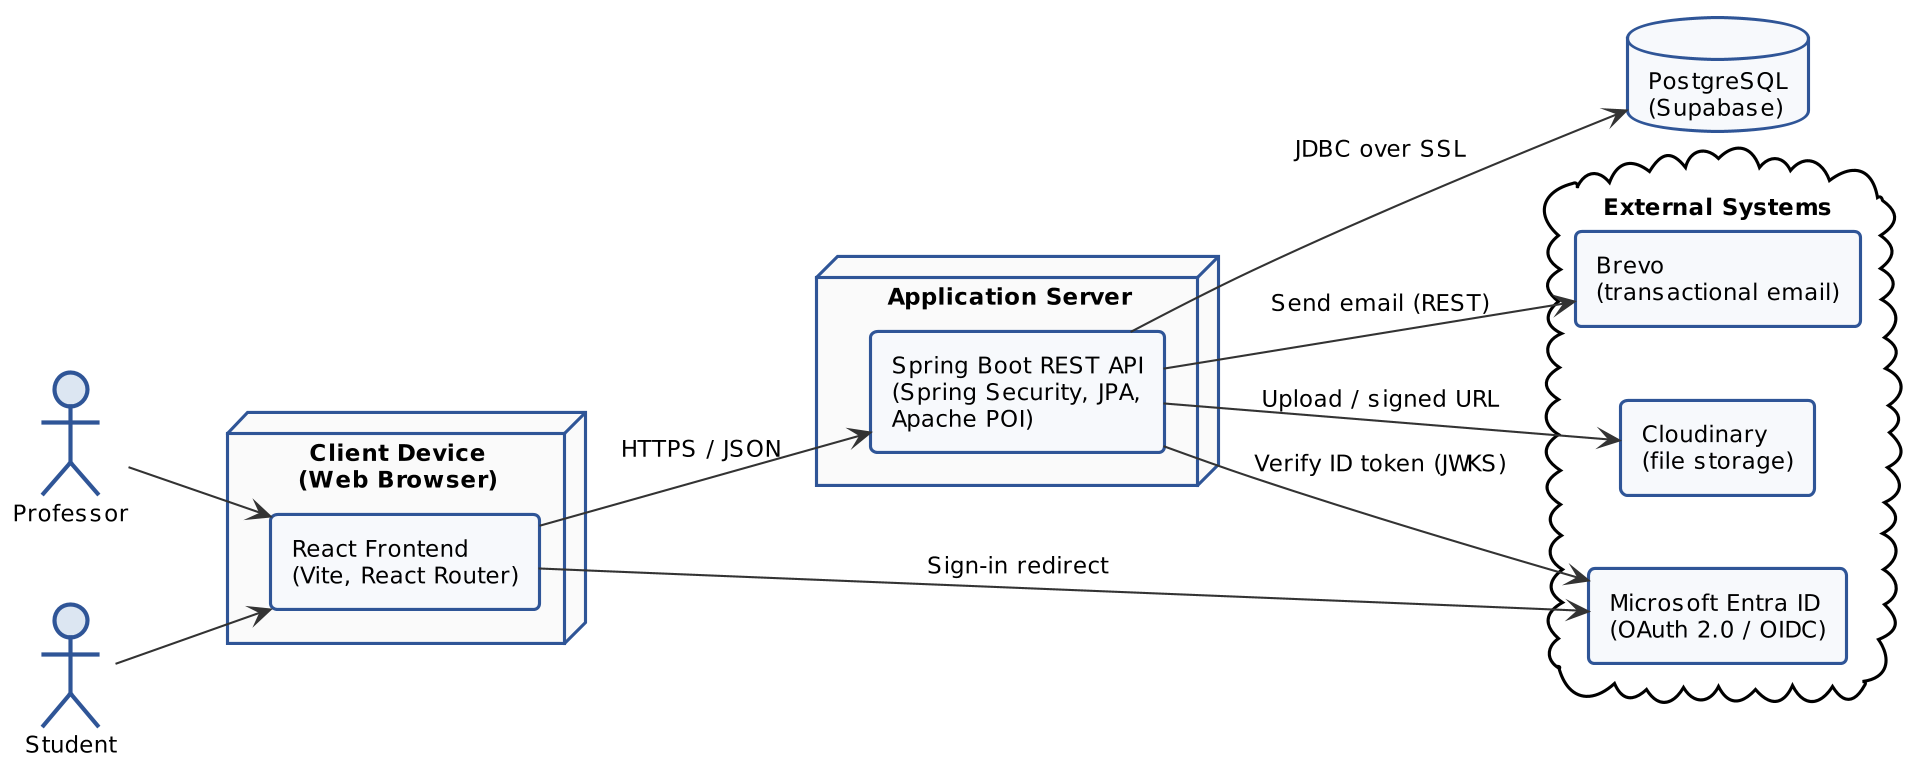 PostgreSQL
(Supabase)
JDBC over SSL
External Systems
Brevo
(transactional email)
Application Server
Send email (REST)
Spring Boot REST API
(Spring Security, JPA,
Apache POI)
Upload / signed URL
Cloudinary
(file storage)
HTTPS / JSON
Verify ID token (JWKS)
Client Device
(Web Browser)
Professor
React Frontend
(Vite, React Router)
Sign-in redirect
Microsoft Entra ID
(OAuth 2.0 / OIDC)
Student